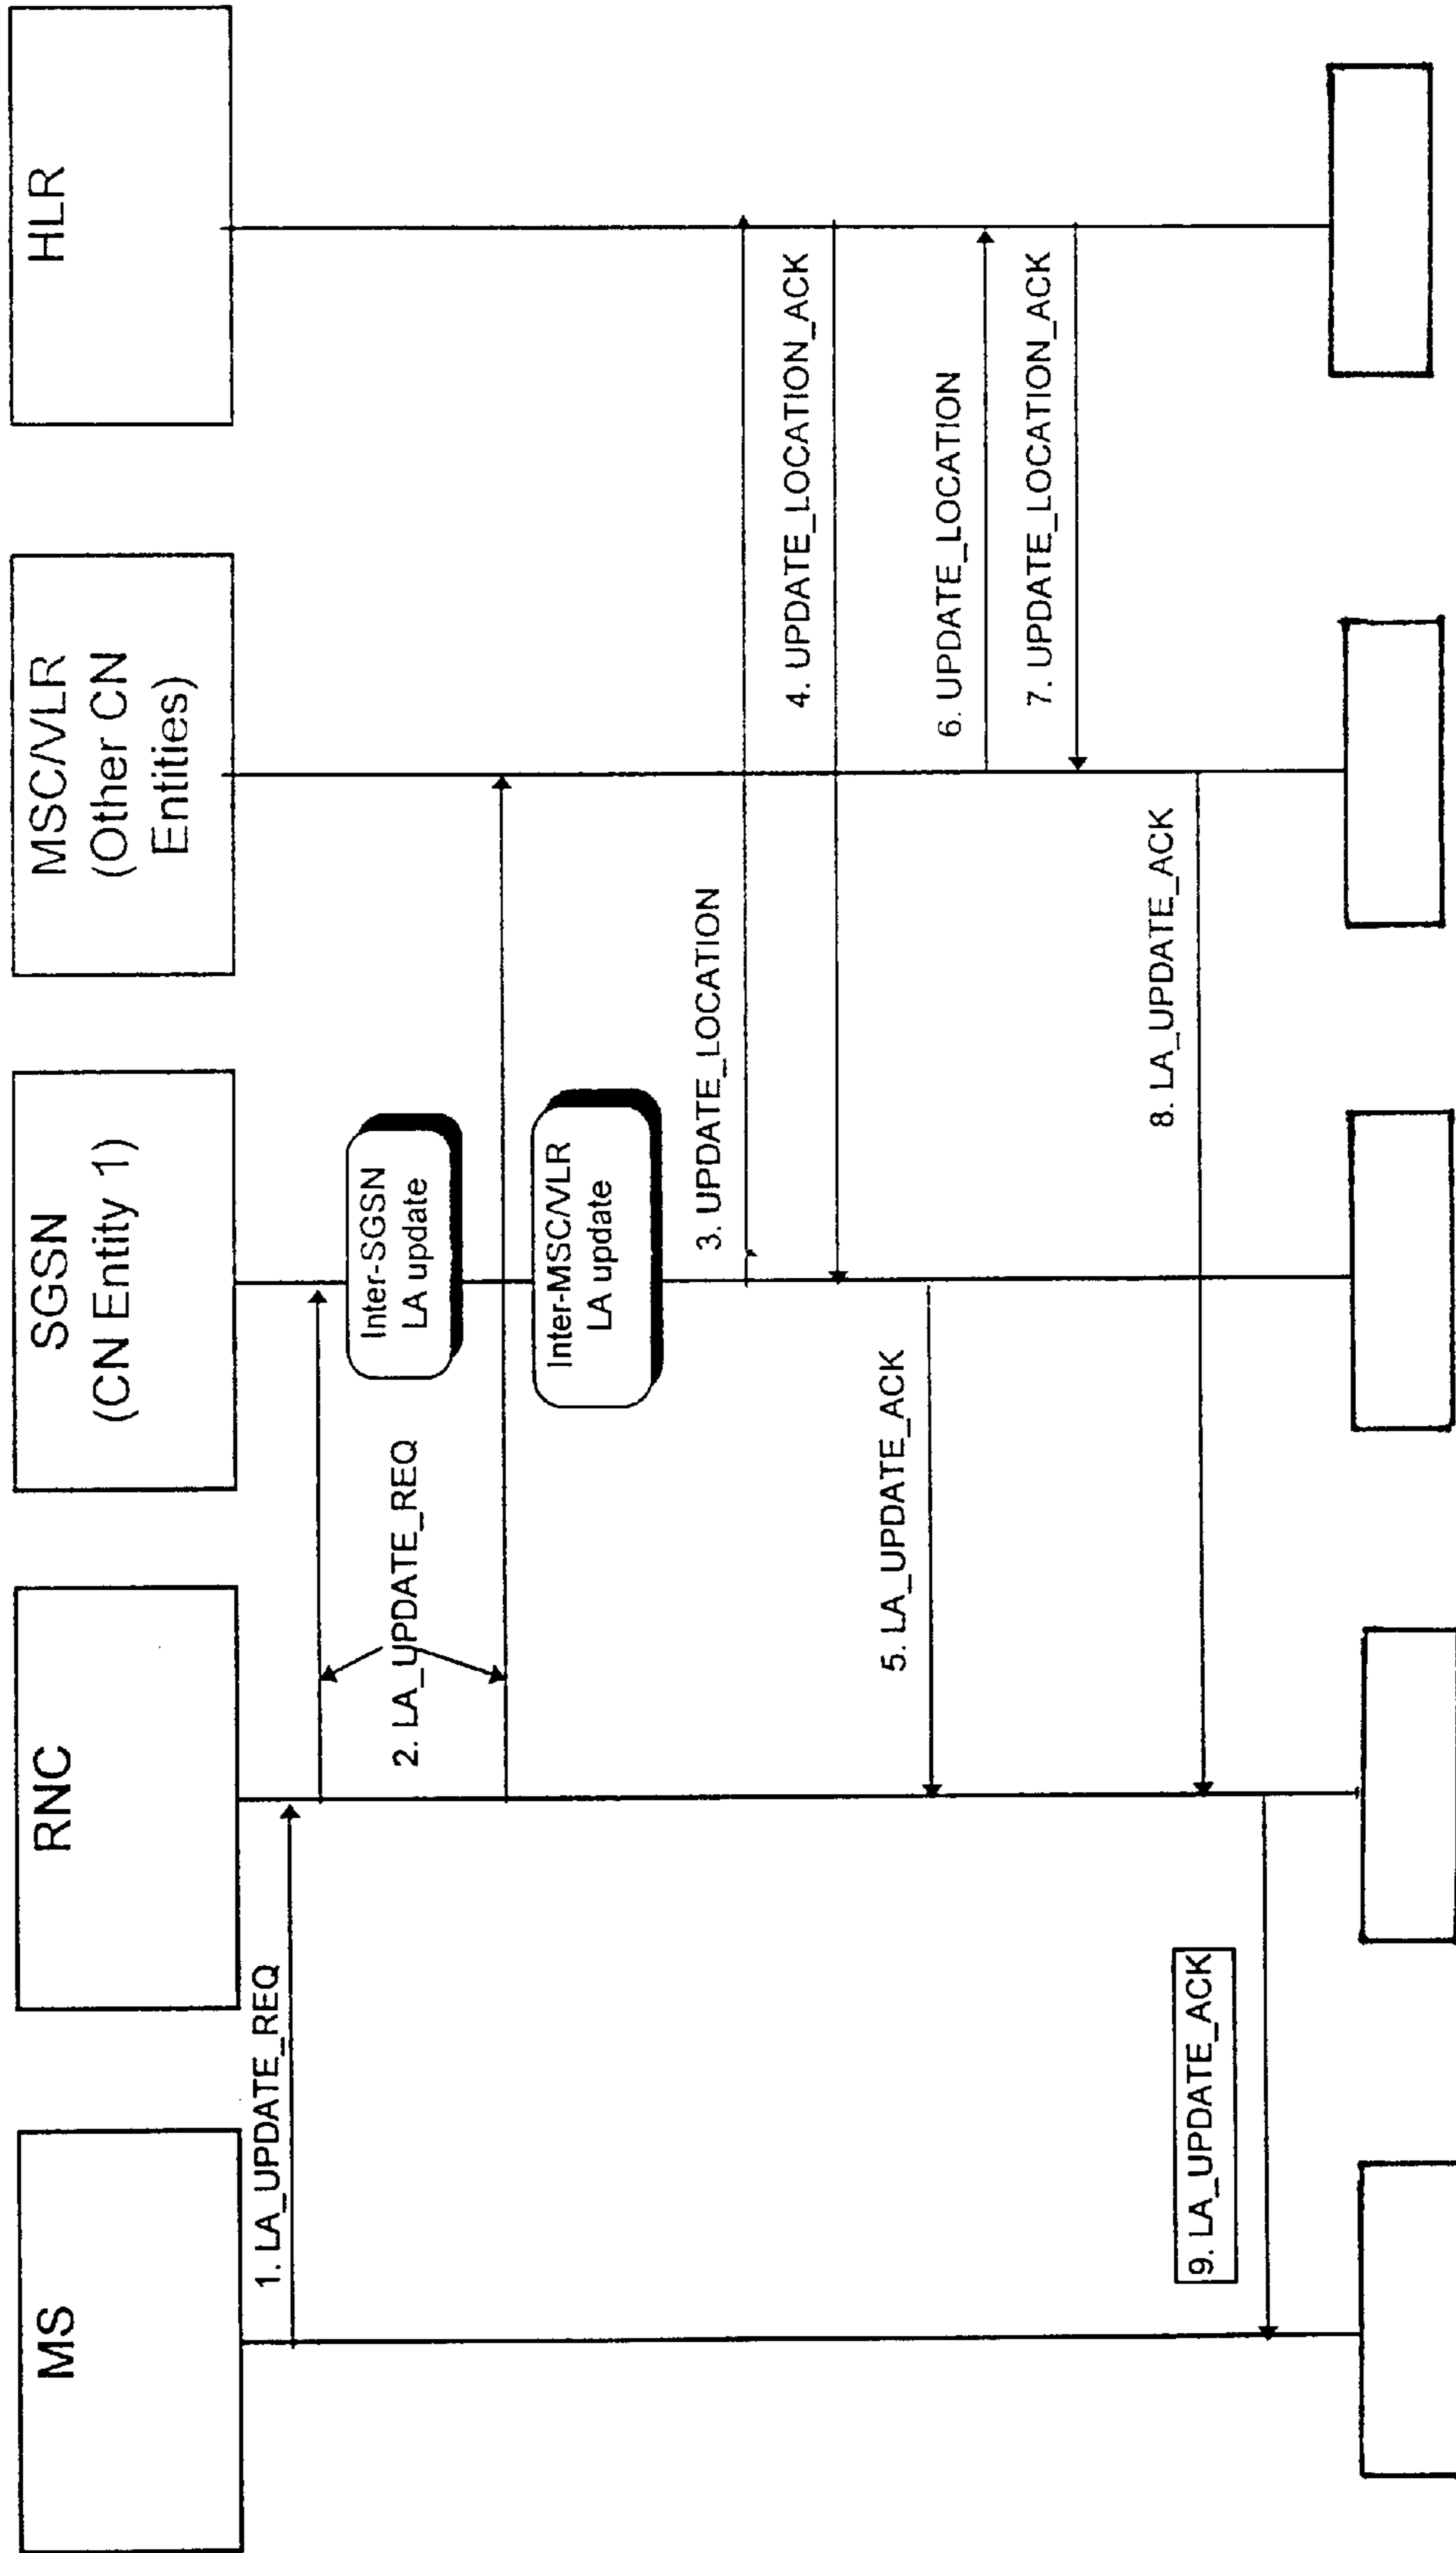 MS
RNC
SGSN
(CN Entity 1)
MSC/VLR
(Other CN
Entities)
HLR
1. LA_UPDATE_REQ
2. LA_UPDATE_REQ
Inter-SGSN
LA update
Inter-MSC/VLR
LA update
3. UPDATE_LOCATION
4. UPDATE_LOCATION_ACK
5. LA_UPDATE_ACK
6. UPDATE_LOCATION
7. UPDATE_LOCATION_ACK
8. LA_UPDATE_ACK
9. LA_UPDATE_ACK